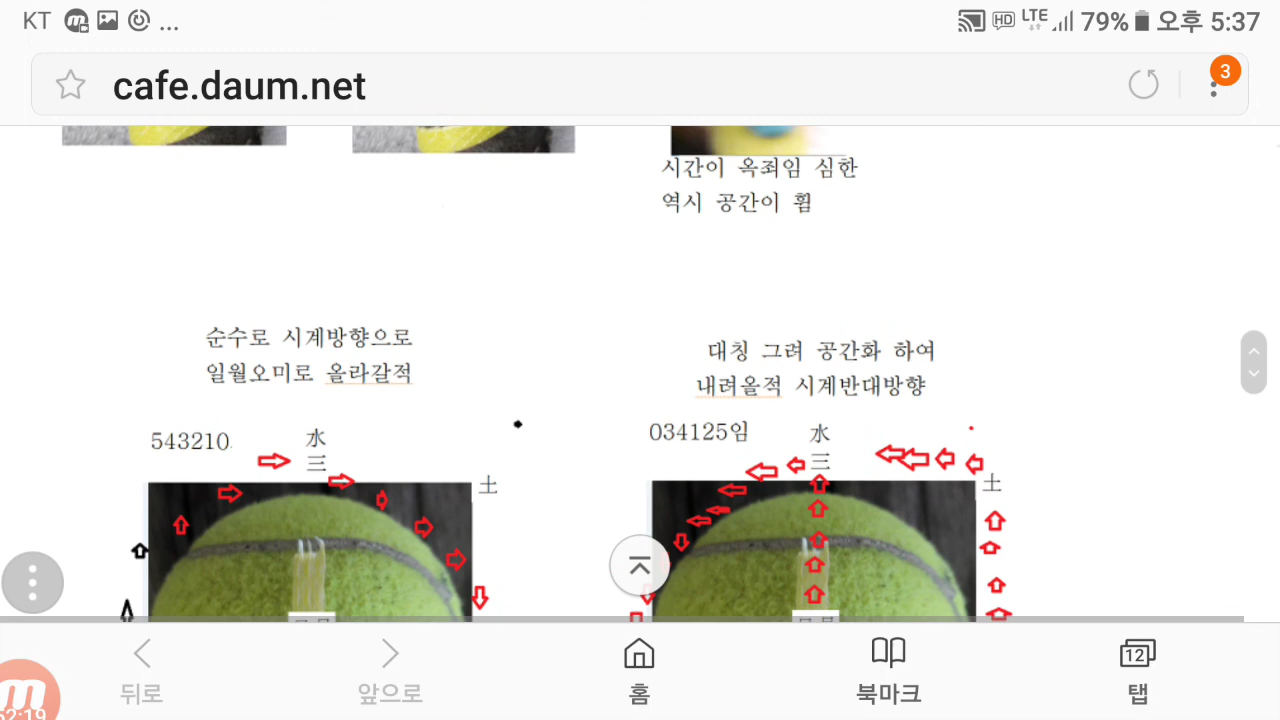 KT
...
HD
LTE
79%
오후 5:37
cafe.daum.net
3
시간이 옥죄임 심한
역시 공간이 휨
순수로 시계방향으로
일월오미로 올라갈적
대칭 그려 공간화 하여
내려올적 시계반대방향
543210.
水
三
土
034125임
水
三
土
뒤로
앞으로
홈
북마크
12
탭
m
52:19